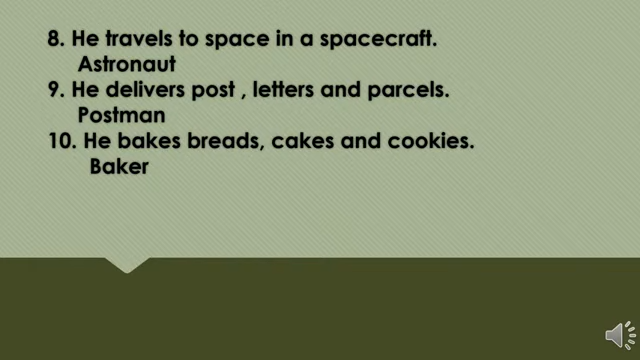 8. He travels to space in a spacecraft.
Astronaut
9. He delivers post , letters and parcels.
Postman
10. He bakes breads, cakes and cookies.
Baker